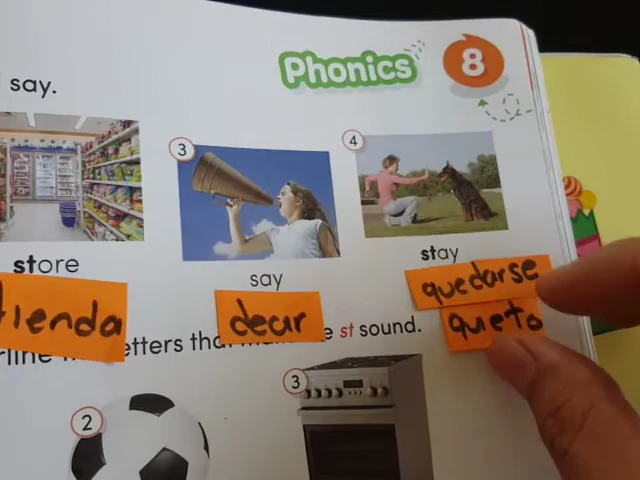 say.
Phonics 8
3
4
store
say
stay
tienda
decir
quedarse
quieto
etters tha
e st sound.
2
3